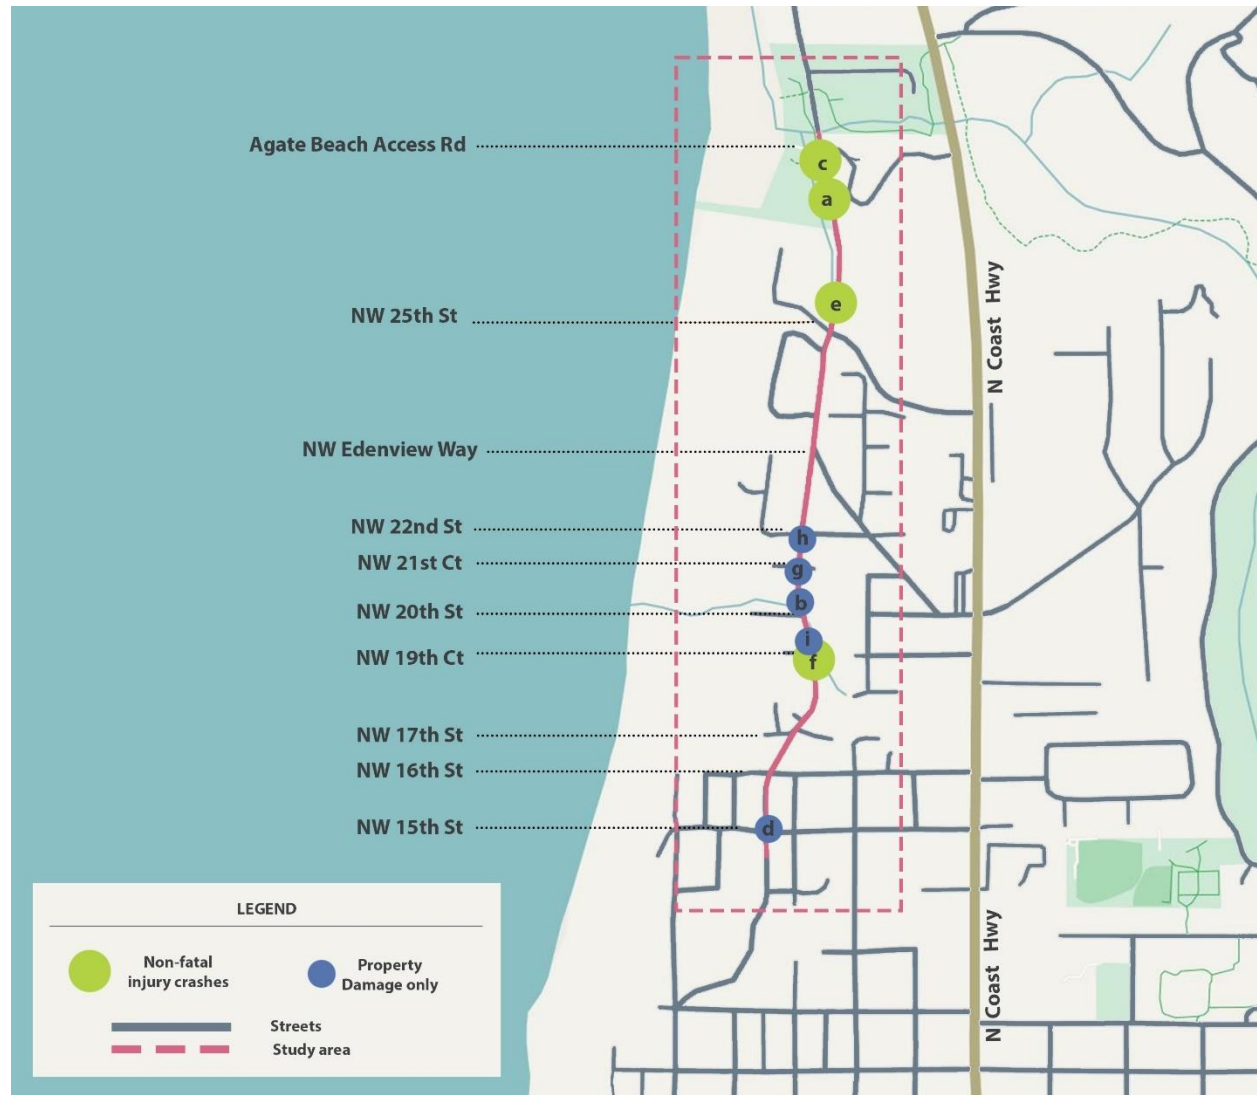 Agate Beach Access Rd
c
a
N Coast Hwy
e
NW 25th St
NW Edenview Way
NW 22nd St
h
NW 21st Ct
g
b
NW 20th St
i
NW 19th Ct
f
NW 17th St
NW 16th St
NW 15th St
d
LEGEND
Non-fatal
injury crashes
Property
Damage only
Streets
Study area
N Coast Hwy